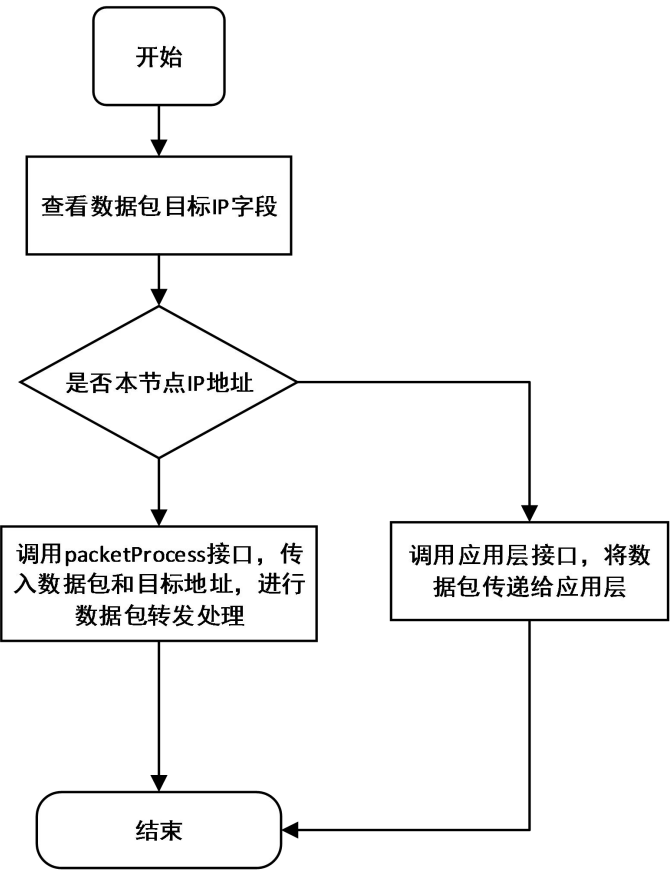 开始
查看数据包目标IP字段
是否本节点IP地址
调用packetProcess接口，传
入数据包和目标地址，进行
数据包转发处理
调用应用层接口，将数
据包传递给应用层
结束